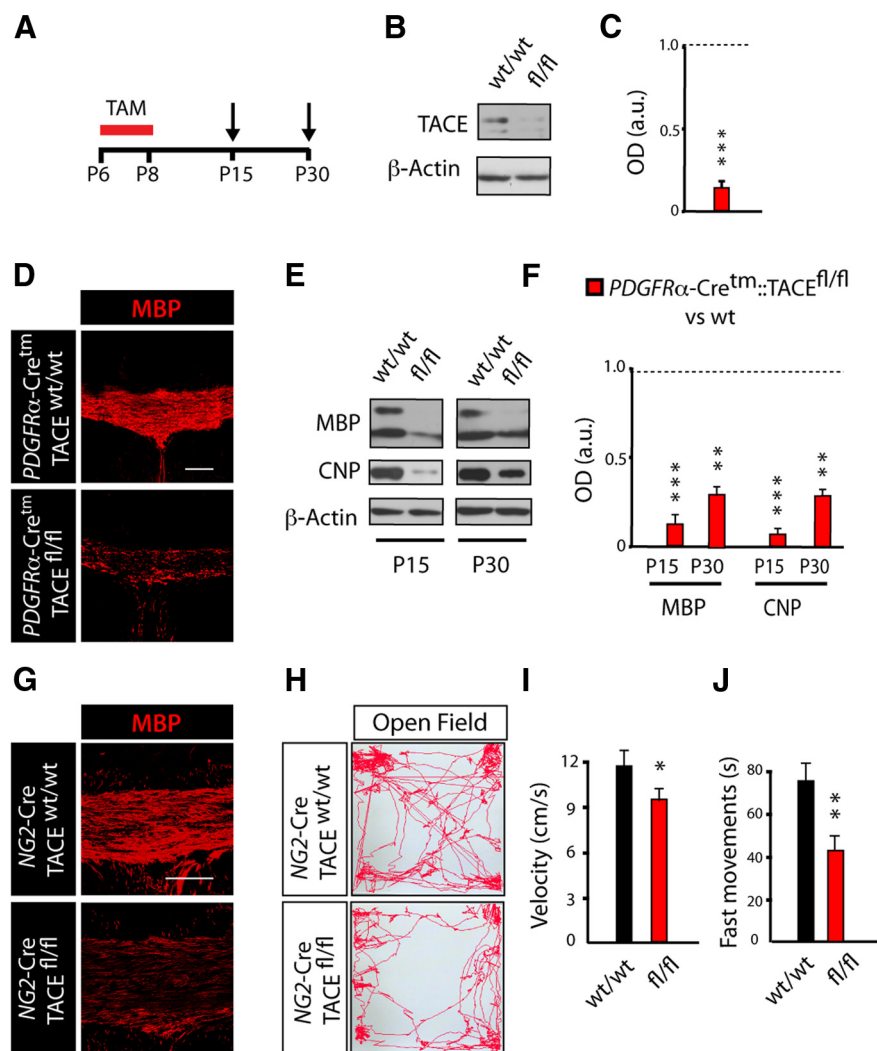 A
TAM
P6 P8 P15 P30
B
wt/wt fl/fl
TACE
β-Actin
C
1.0
0.5
0
OD (a.u.)
***
D
MBP
PDGFRα-Cretm
TACE wt/wt
PDGFRα-Cretm
TACE fl/fl
E
wt/wt fl/fl wt/wt fl/fl
MBP
CNP
β-Actin
P15 P30
F
PDGFRα-Cretm::TACEfl/fl
vs wt
1.0
0.5
0
OD (a.u.)
*** ** *** **
P15 P30 P15 P30
MBP CNP
G
MBP
NG2-Cre
TACE wt/wt
NG2-Cre
TACE fl/fl
H
Open Field
NG2-Cre
TACE wt/wt
NG2-Cre
TACE fl/fl
I
Velocity (cm/s)
12
9
6
3
0
*
wt/wt fl/fl
J
Fast movements (s)
80
60
40
20
0
**
wt/wt fl/fl